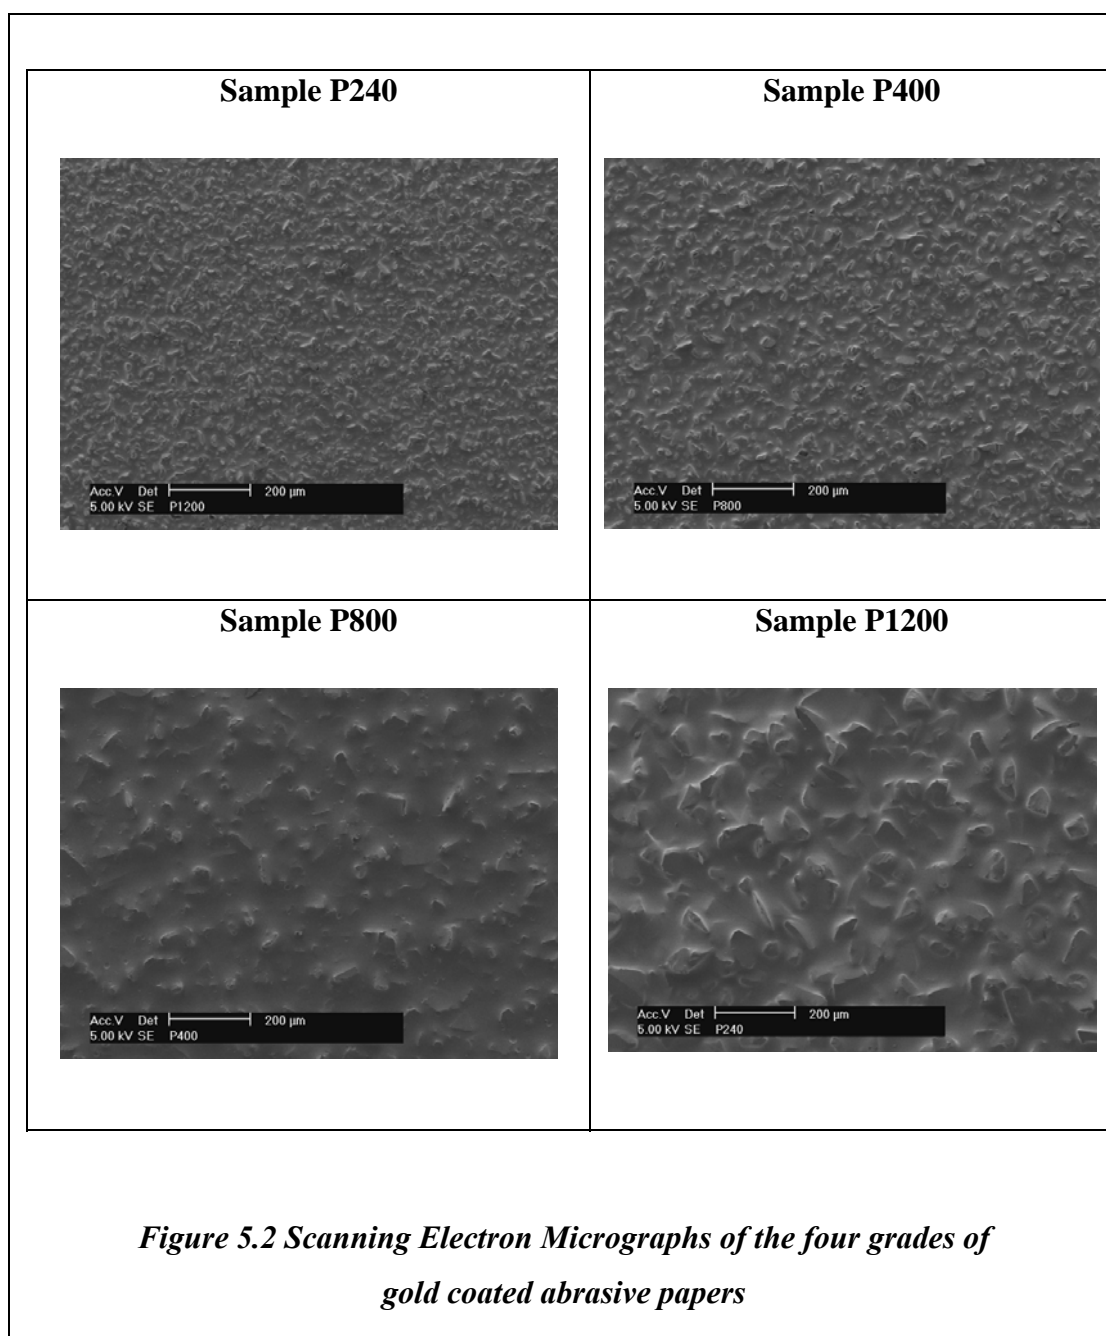 Sample P240
Sample P400
Acc.V Det 200 µm
5.00 kV SE P1200
Acc.V Det 200 µm
5.00 kV SE P800
Sample P800
Sample P1200
Acc.V Det 200 µm
5.00 kV SE P400
Acc.V Det 200 µm
5.00 kV SE P240
Figure 5.2 Scanning Electron Micrographs of the four grades of
gold coated abrasive papers